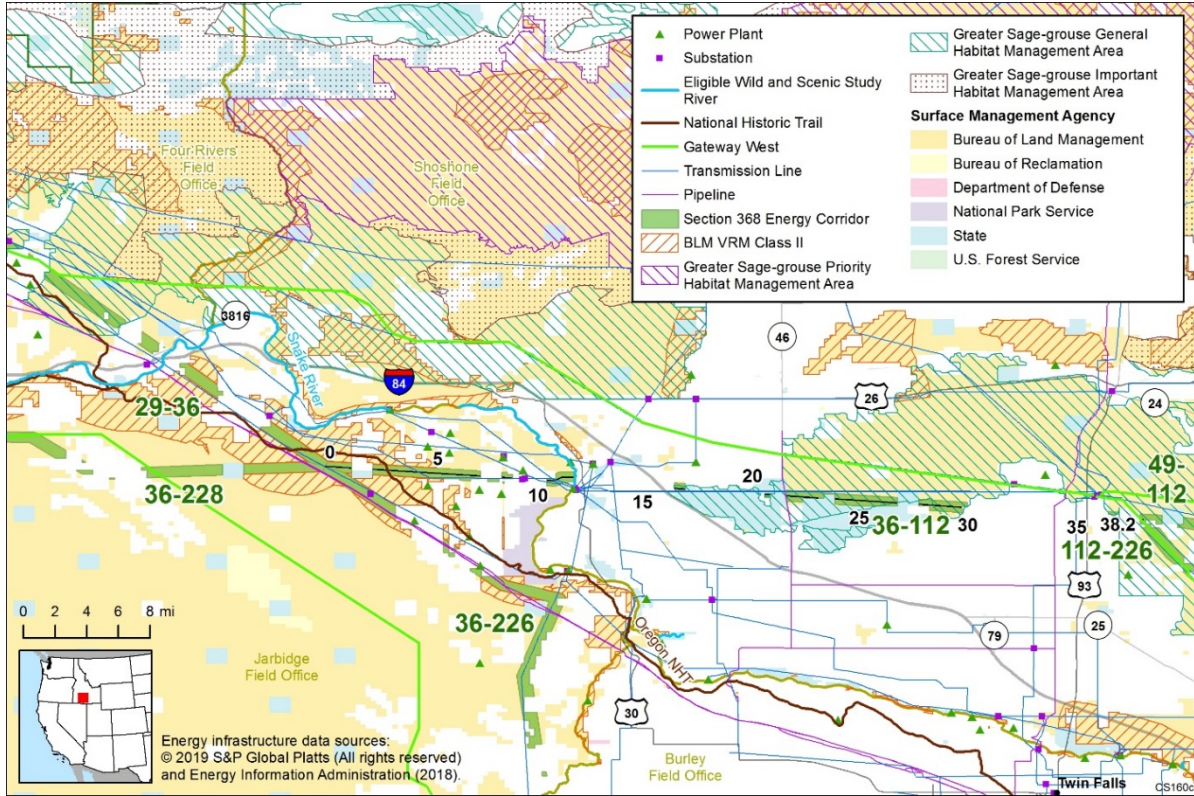 Power Plant
Substation
Eligible Wild and Scenic Study
River
National Historic Trail
Gateway West
Transmission Line
Pipeline
Section 368 Energy Corridor
BLM VRM Class II
Greater Sage-grouse Priority
Habitat Management Area
Greater Sage-grouse General
Habitat Management Area
Greater Sage-grouse Important
Habitat Management Area
Surface Management Agency
Bureau of Land Management
Bureau of Reclamation
Department of Defense
National Park Service
State
U.S. Forest Service
Four Rivers
Field
Office
Shoshone
Field
Office
3816
Snake River
84
46
26
24
29-36
0
5
10
15
20
25
30
35
38.2
36-228
36-112
49-
112
112-226
93
36-226
Oregon NHT
79
25
30
0 2 4 8 mi
Jarbidge
Field Office
Burley
Field Office
Twin Falls
Energy infrastructure data sources:
© 2019 S&P Global Platts (All rights reserved)
and Energy Information Administration (2018).